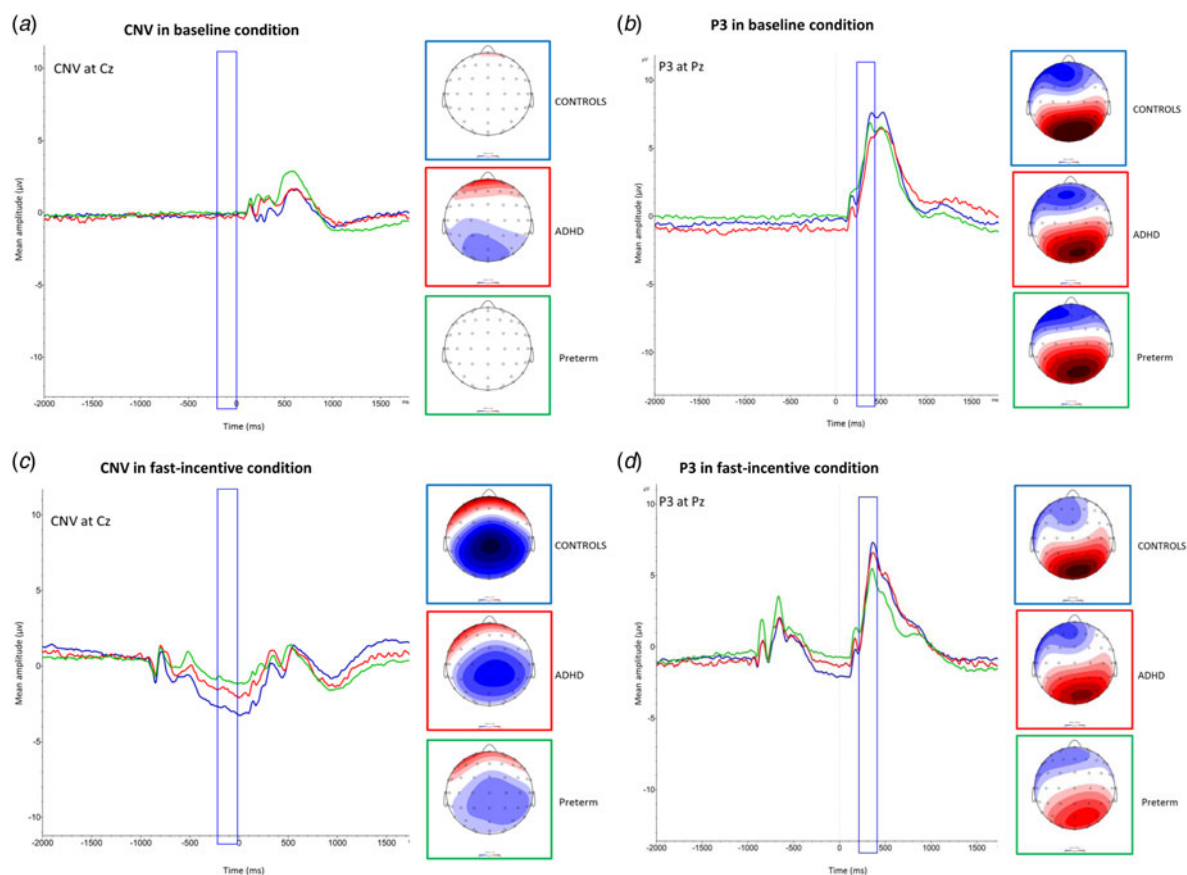 (a)
CNV in baseline condition
CNV at Cz
10
5
0
-5
-10
Mean amplitude (µv)
-2000 -1500 -1000 -500 0 500 1000 1500 ms
Time (ms)
CONTROLS
ADHD
Preterm
(b)
P3 in baseline condition
µV
P3 at Pz
10
5
0
-5
-10
Mean amplitude (µv)
-2000 -1500 -1000 -500 0 500 1000 1500 ms
Time (ms)
CONTROLS
ADHD
Preterm
(c)
CNV in fast-incentive condition
CNV at Cz
10
5
0
-5
-10
Mean amplitude (µv)
-2000 -1500 -1000 -500 0 500 1000 1500
Time (ms)
CONTROLS
ADHD
Preterm
(d)
P3 in fast-incentive condition
µV
P3 at Pz
10
5
0
-5
-10
Mean amplitude (µv)
-2000 -1500 -1000 -500 0 500 1000 1500
Time (ms)
CONTROLS
ADHD
Preterm